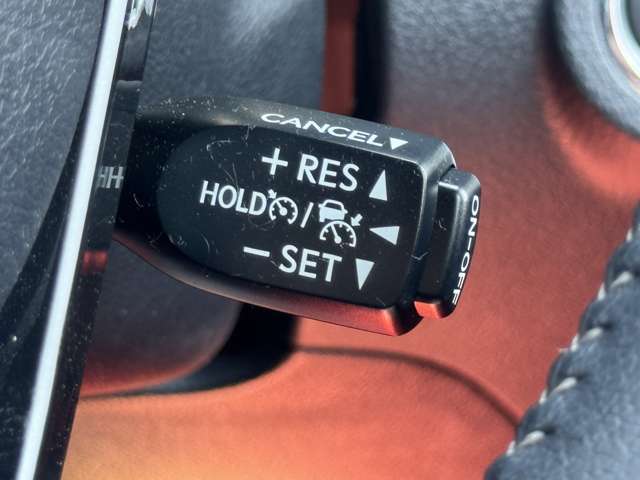 CANCEL▼
+ RES ▲
HOLD / ◀
− SET ▼
ON-OFF